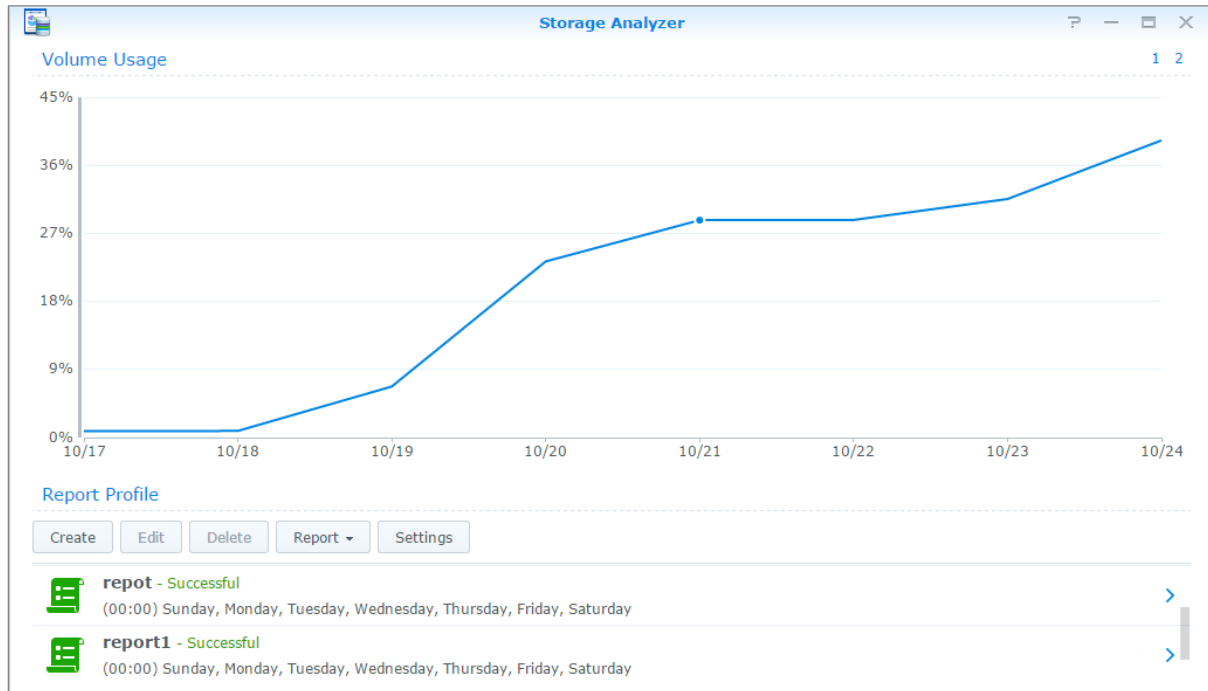 Storage Analyzer
Volume Usage
1 2
45%
36%
27%
18%
9%
0%
10/17 10/18 10/19 10/20 10/21 10/22 10/23 10/24
Report Profile
Create Edit Delete Report Settings
repot - Successful
(00:00) Sunday, Monday, Tuesday, Wednesday, Thursday, Friday, Saturday
report1 - Successful
(00:00) Sunday, Monday, Tuesday, Wednesday, Thursday, Friday, Saturday